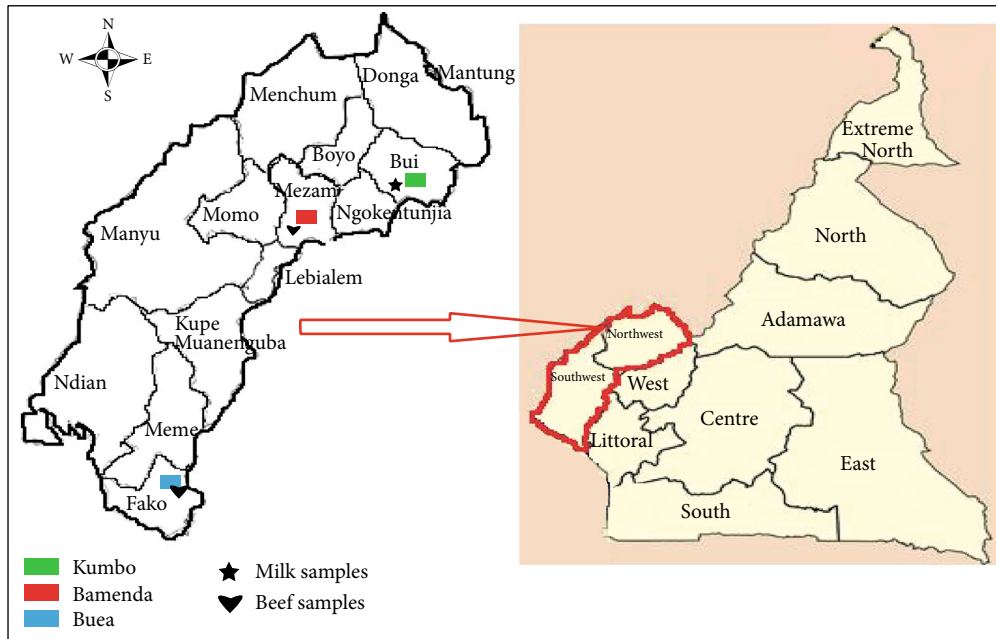 N
W E
S
Donga
Mantung
Menchum
Boyo
Bui
Mezam
Momo
Ngokentunjia
Manyu
Lebialem
Kupe
Muanenguba
Ndian
Meme
Fako
Kumbo
Bamenda
Buea
Milk samples
Beef samples
Extreme
North
North
Adamawa
Northwest
Southwest
West
Centre
Littoral
East
South